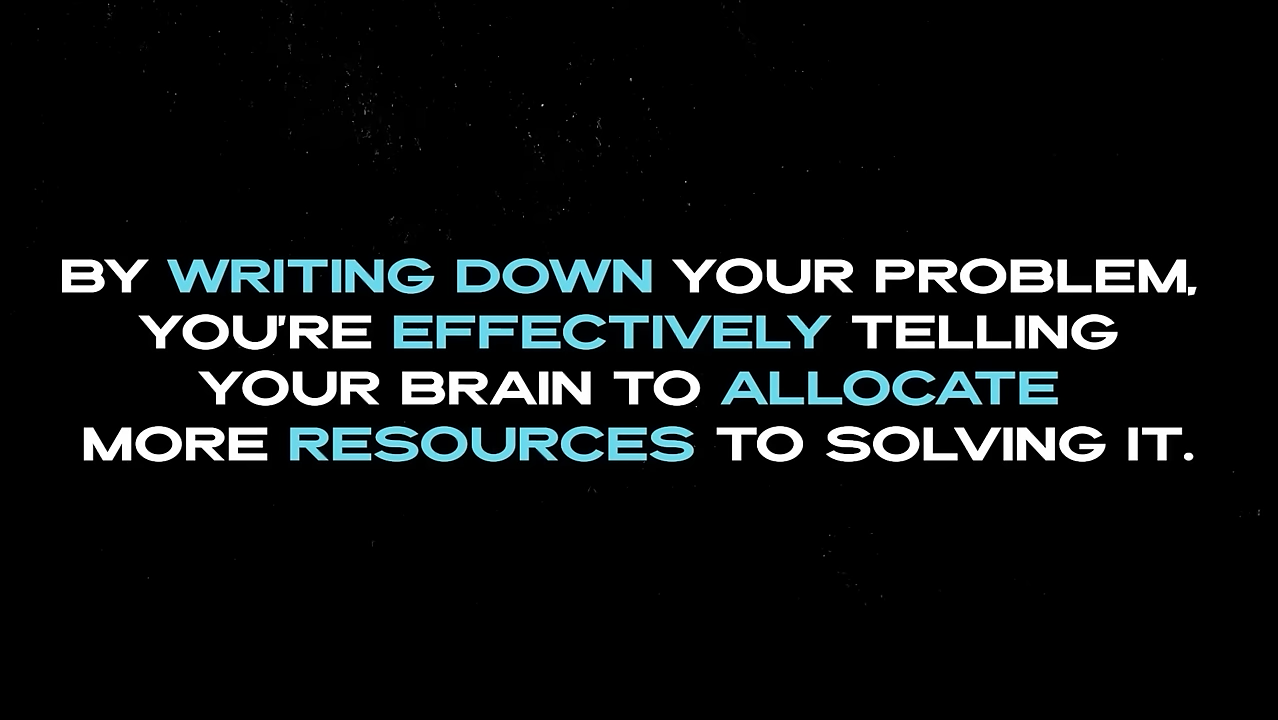 BY WRITING DOWN YOUR PROBLEM,
YOU'RE EFFECTIVELY TELLING
YOUR BRAIN TO ALLOCATE
MORE RESOURCES TO SOLVING IT.